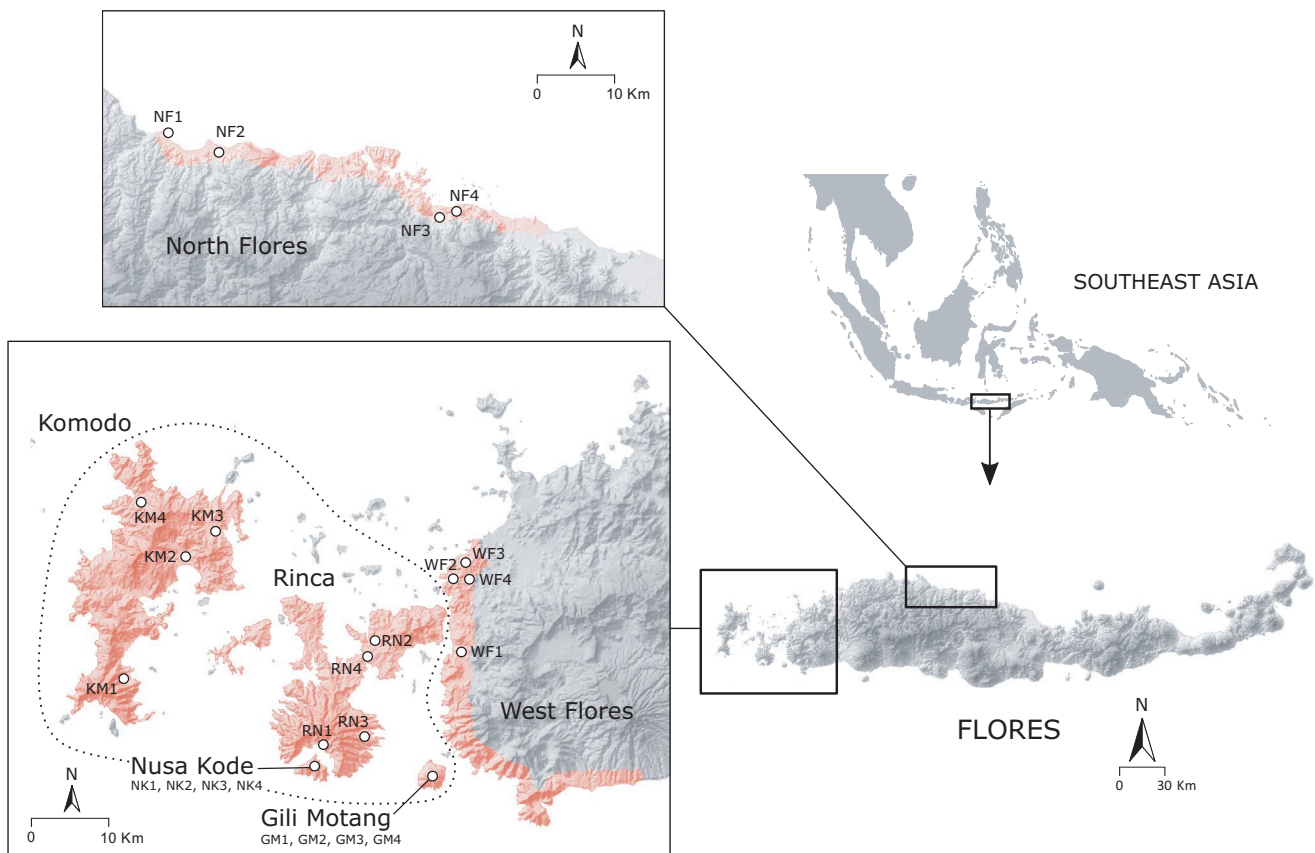 N
0 10 Km
NF1
NF2
NF4
NF3
North Flores
SOUTHEAST ASIA
Komodo
KM4
KM3
KM2
KM1
Rinca
RN2
RN4
RN3
RN1
WF3
WF2
WF4
WF1
West Flores
Nusa Kode
NK1, NK2, NK3, NK4
Gili Motang
GM1, GM2, GM3, GM4
N
0 10 Km
FLORES
N
0 30 Km